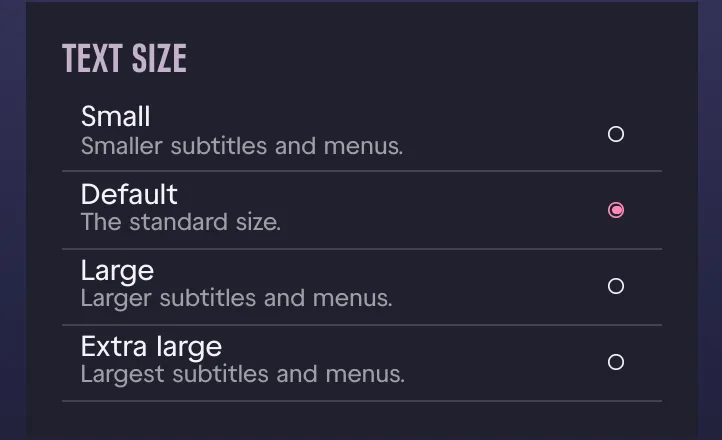 TEXT SIZE
Small
Smaller subtitles and menus.
Default
The standard size.
Large
Larger subtitles and menus.
Extra large
Largest subtitles and menus.